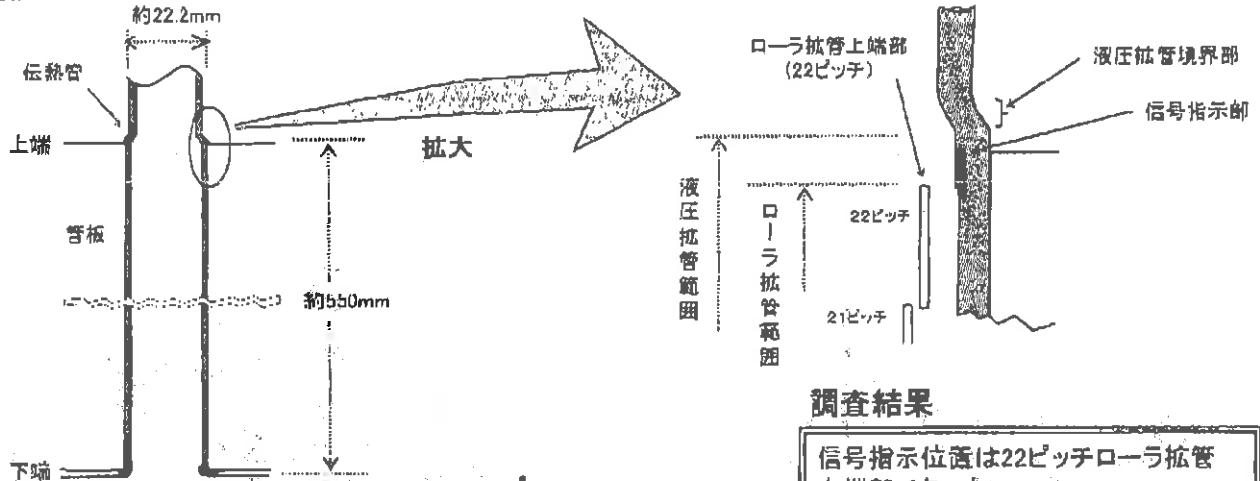 約22.2mm
伝熱管
上端
管板
約550mm
下端
拡大
ローラ拡管上端部
(22ピッチ)
液圧拡管境界部
信号指示部
液圧拡管範囲
ローラ拡管範囲
22ピッチ
21ピッチ
調査結果
信号指示位置は22ピッチローラ拡管